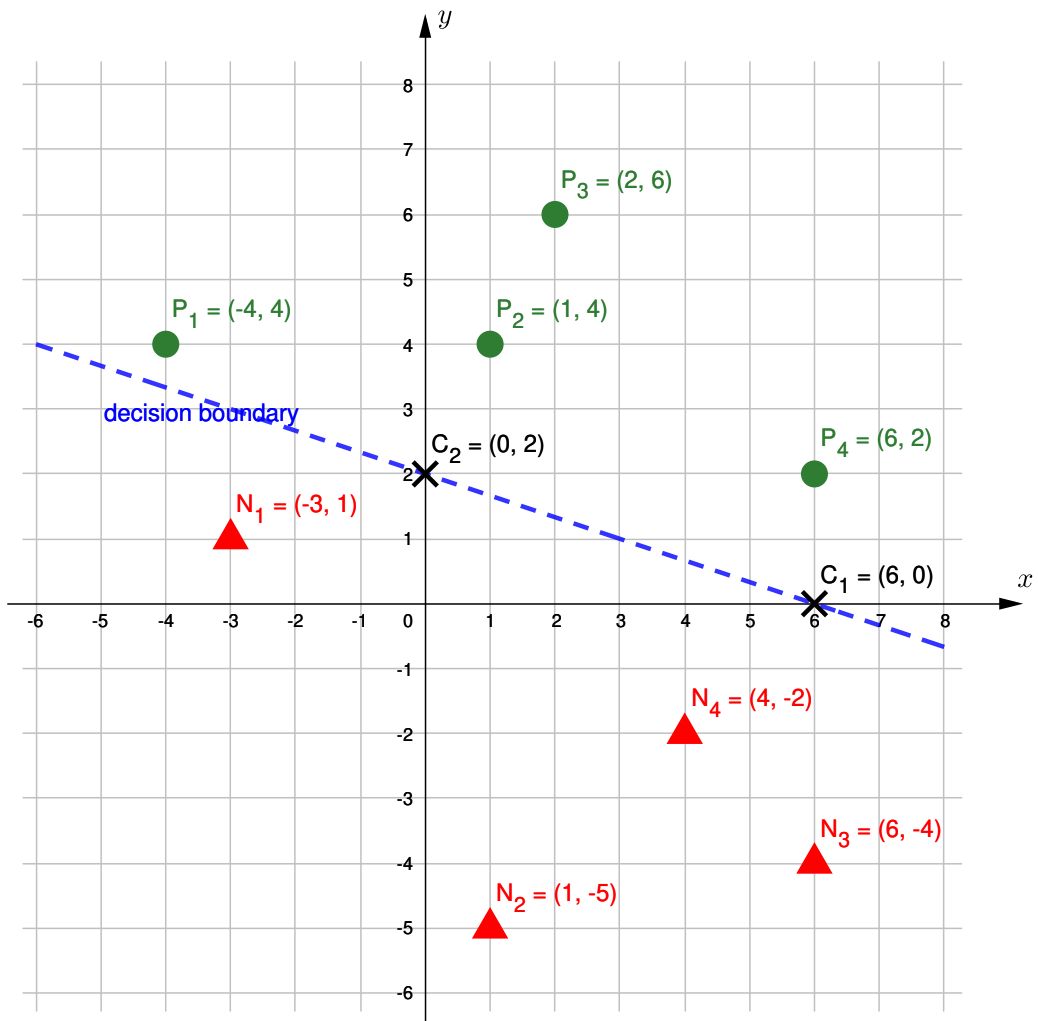 y
8
7
P3 = (2, 6)
6
5
P1 = (-4, 4)
P2 = (1, 4)
4
3
decision boundary
C2 = (0, 2)
P4 = (6, 2)
2
N1 = (-3, 1)
1
C1 = (6, 0)
x
-6 -5 -4 -3 -2 -1 0 1 2 3 4 5 6 7 8
-1
N4 = (4, -2)
-2
-3
N3 = (6, -4)
-4
N2 = (1, -5)
-5
-6